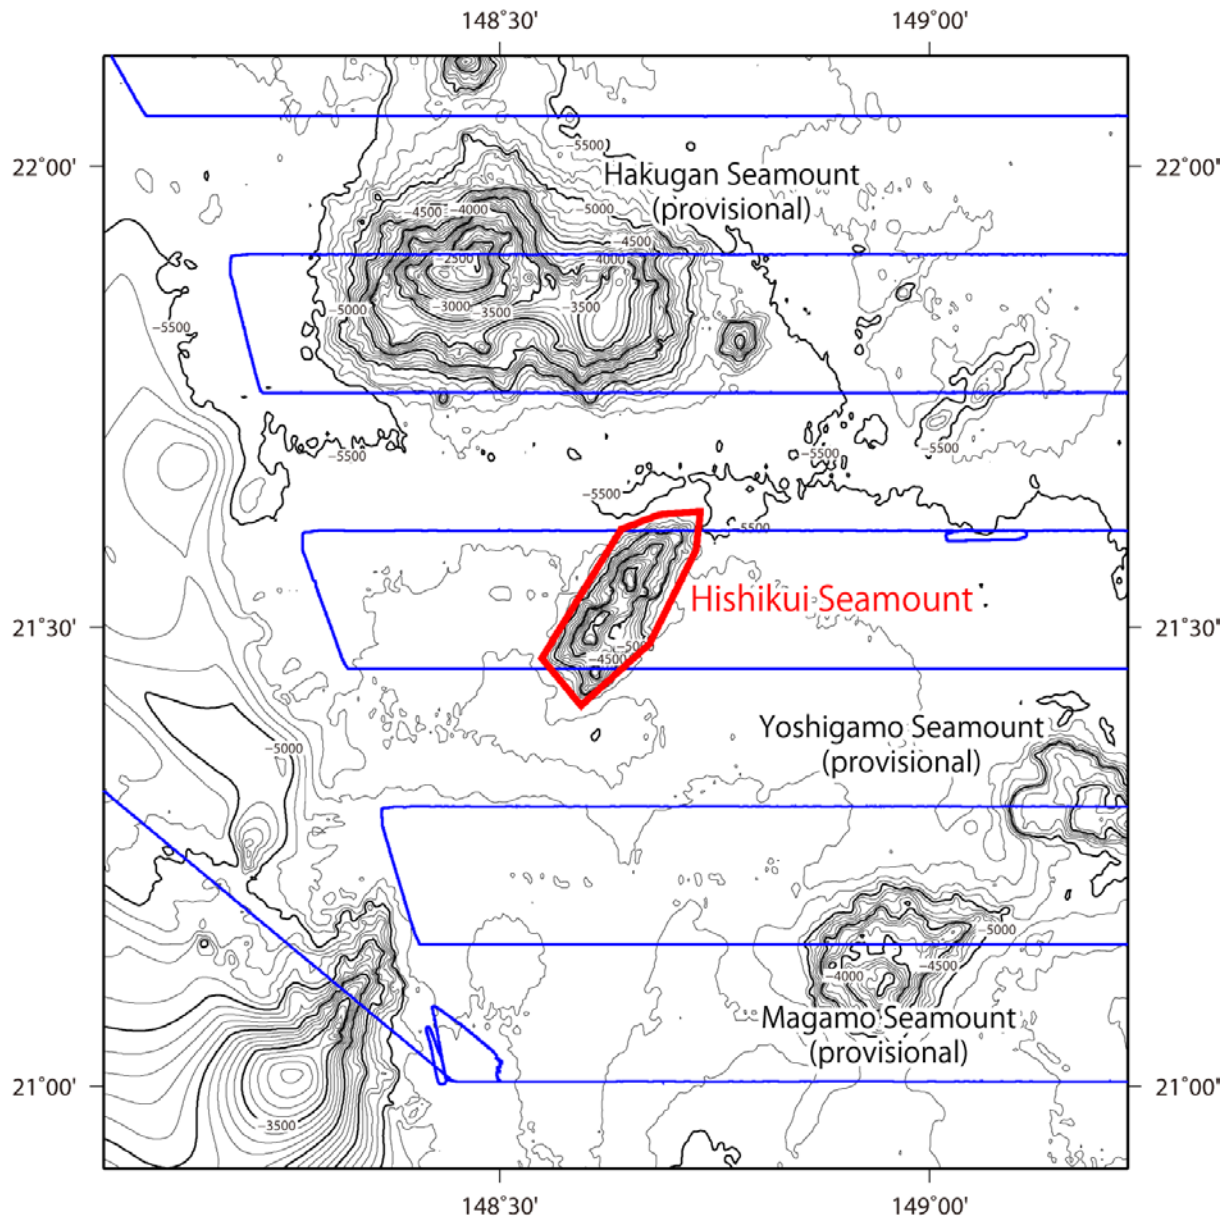 148°30' 149°00'
−5500
22°00' 22°00"
Hakugan Seamount
(provisional)
−5000
−4500 −4000
−4500
−2500 −4000
−5000 −3000 −3500 −3500
−5500
−5500 −5500 −5500
−5500
−5500
Hishikui Seamount
21°30' 21°30"
−5000
−4500
Yoshigamo Seamount
(provisional)
−5000
−5000
−4500
−4000
Magamo Seamount
(provisional)
21°00' 21°00"
−3500
148°30' 149°00'